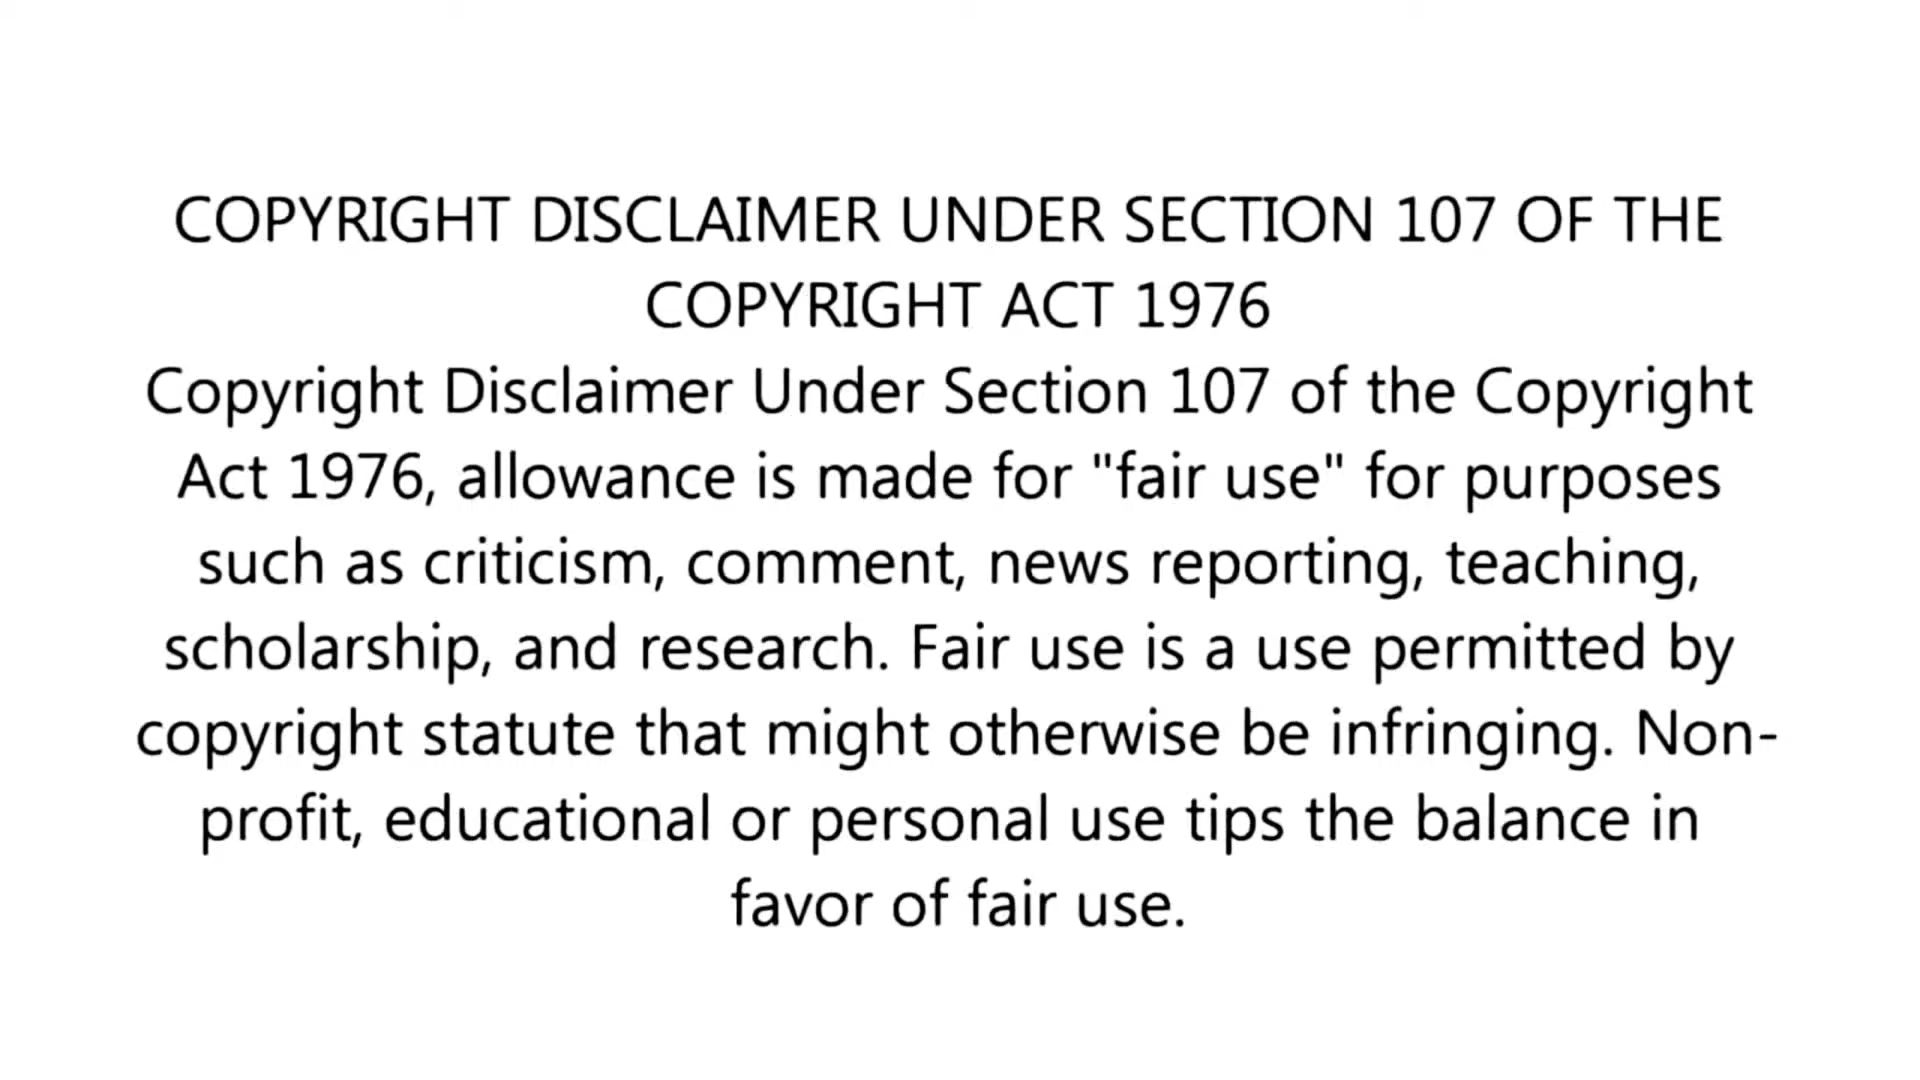 COPYRIGHT DISCLAIMER UNDER SECTION 107 OF THE
COPYRIGHT ACT 1976
Copyright Disclaimer Under Section 107 of the Copyright
Act 1976, allowance is made for "fair use" for purposes
such as criticism, comment, news reporting, teaching,
scholarship, and research. Fair use is a use permitted by
copyright statute that might otherwise be infringing. Non-
profit, educational or personal use tips the balance in
favor of fair use.